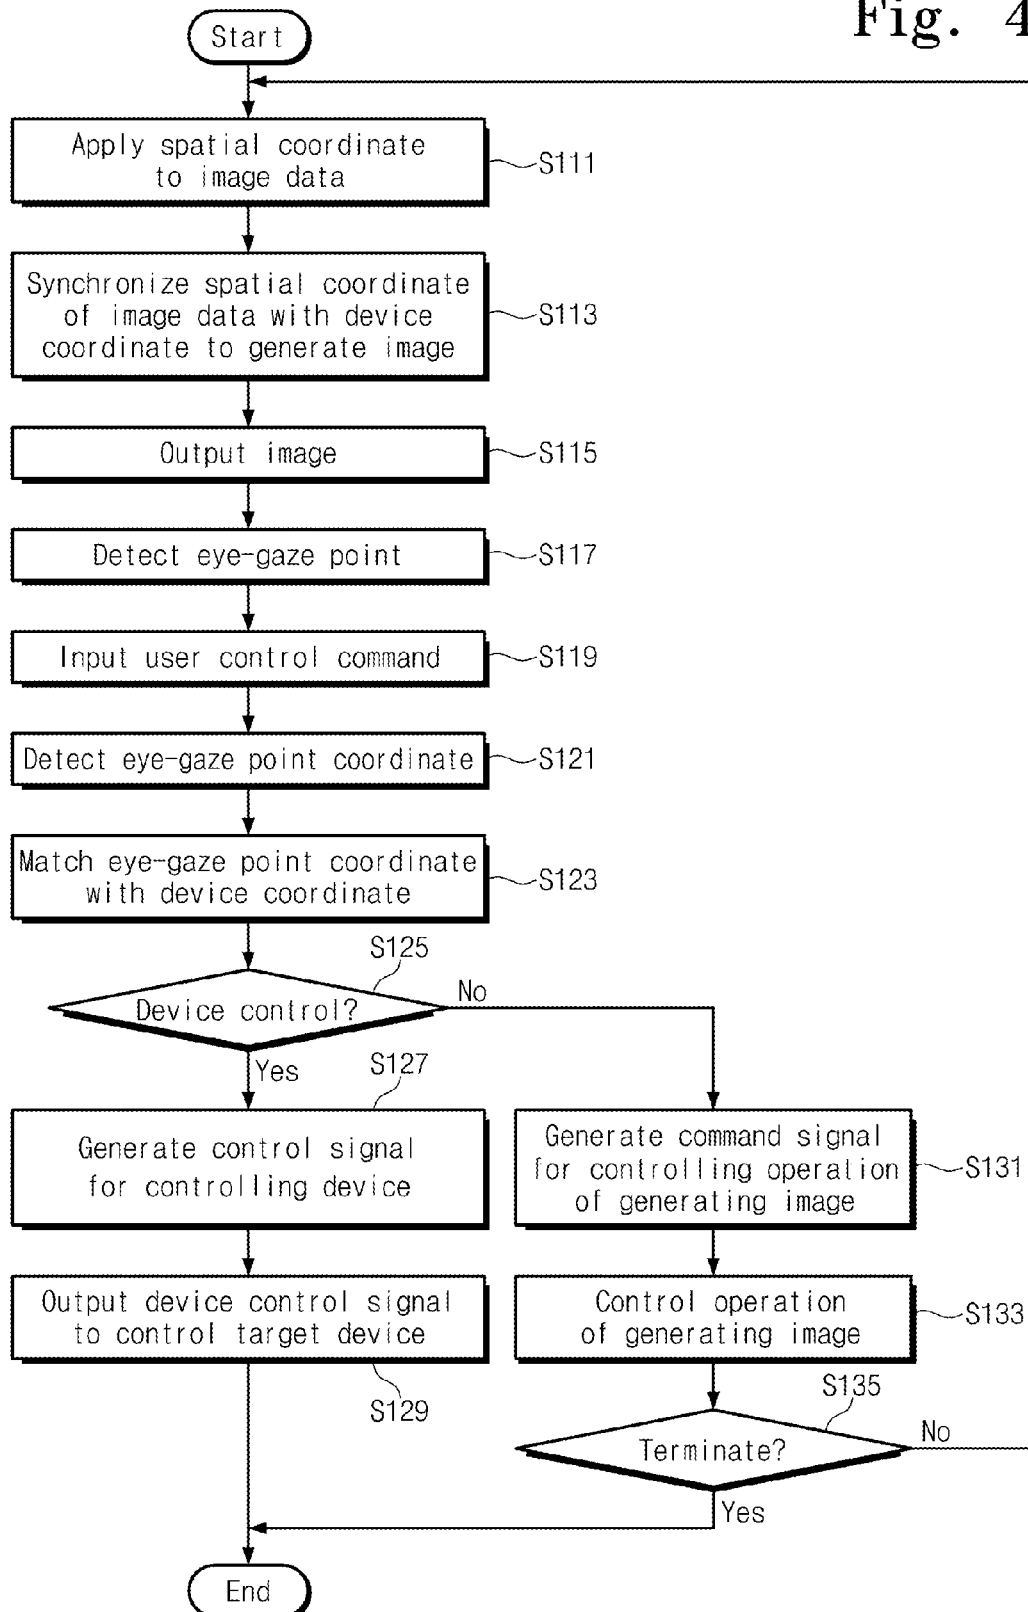 Fig. 4
Start
Apply spatial coordinate
to image data
S111
Synchronize spatial coordinate
of image data with device
coordinate to generate image
S113
Output image
S115
Detect eye-gaze point
S117
Input user control command
S119
Detect eye-gaze point coordinate
S121
Match eye-gaze point coordinate
with device coordinate
S123
S125
Device control?
No
Yes
S127
Generate control signal
for controlling device
Generate command signal
for controlling operation
of generating image
S131
Output device control signal
to control target device
S129
Control operation
of generating image
S133
S135
Terminate?
No
Yes
End